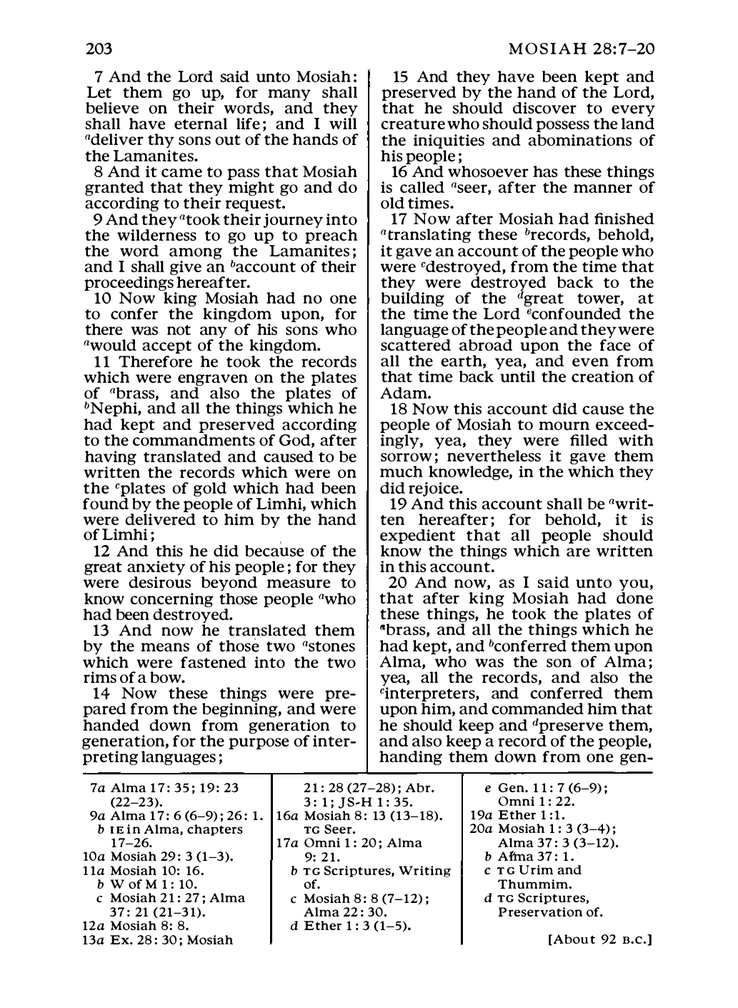 203
MOSIAH 28:7–20
7 And the Lord said unto Mosiah:
Let them go up, for many shall
believe on their words, and they
shall have eternal life; and I will
ᵃdeliver thy sons out of the hands of
the Lamanites.
8 And it came to pass that Mosiah
granted that they might go and do
according to their request.
9 And they ᵃtook their journey into
the wilderness to go up to preach
the word among the Lamanites;
and I shall give an ᵇaccount of their
proceedings hereafter.
10 Now king Mosiah had no one
to confer the kingdom upon, for
there was not any of his sons who
ᵃwould accept of the kingdom.
11 Therefore he took the records
which were engraven on the plates
of ᵃbrass, and also the plates of
ᵇNephi, and all the things which he
had kept and preserved according
to the commandments of God, after
having translated and caused to be
written the records which were on
the ᶜplates of gold which had been
found by the people of Limhi, which
were delivered to him by the hand
of Limhi;
12 And this he did because of the
great anxiety of his people; for they
were desirous beyond measure to
know concerning those people ᵃwho
had been destroyed.
13 And now he translated them
by the means of those two ᵃstones
which were fastened into the two
rims of a bow.
14 Now these things were pre-
pared from the beginning, and were
handed down from generation to
generation, for the purpose of inter-
preting languages;
15 And they have been kept and
preserved by the hand of the Lord,
that he should discover to every
creature who should possess the land
the iniquities and abominations of
his people;
16 And whosoever has these things
is called ᵃseer, after the manner of
old times.
17 Now after Mosiah had finished
ᵃtranslating these ᵇrecords, behold,
it gave an account of the people who
were ᶜdestroyed, from the time that
they were destroyed back to the
building of the ᵈgreat tower, at
the time the Lord ᵉconfounded the
language of the people and they were
scattered abroad upon the face of
all the earth, yea, and even from
that time back until the creation of
Adam.
18 Now this account did cause the
people of Mosiah to mourn exceed-
ingly, yea, they were filled with
sorrow; nevertheless it gave them
much knowledge, in the which they
did rejoice.
19 And this account shall be ᵃwrit-
ten hereafter; for behold, it is
expedient that all people should
know the things which are written
in this account.
20 And now, as I said unto you,
that after king Mosiah had done
these things, he took the plates of
ᵃbrass, and all the things which he
had kept, and ᵇconferred them upon
Alma, who was the son of Alma;
yea, all the records, and also the
ᶜinterpreters, and conferred them
upon him, and commanded him that
he should keep and ᵈpreserve them,
and also keep a record of the people,
handing them down from one gen-
7a Alma 17: 35; 19: 23
(22–23).
9a Alma 17: 6 (6–9); 26: 1.
b IE in Alma, chapters
17–26.
10a Mosiah 29: 3 (1–3).
11a Mosiah 10: 16.
b W of M 1: 10.
c Mosiah 21: 27; Alma
37: 21 (21–31).
12a Mosiah 8: 8.
13a Ex. 28: 30; Mosiah
21: 28 (27–28); Abr.
3: 1; JS-H 1: 35.
16a Mosiah 8: 13 (13–18).
TG Seer.
17a Omni 1: 20; Alma
9: 21.
b TG Scriptures, Writing
of.
c Mosiah 8: 8 (7–12);
Alma 22: 30.
d Ether 1: 3 (1–5).
e Gen. 11: 7 (6–9);
Omni 1: 22.
19a Ether 1:1.
20a Mosiah 1: 3 (3–4);
Alma 37: 3 (3–12).
b Alma 37: 1.
c TG Urim and
Thummim.
d TG Scriptures,
Preservation of.
[About 92 B.C.]